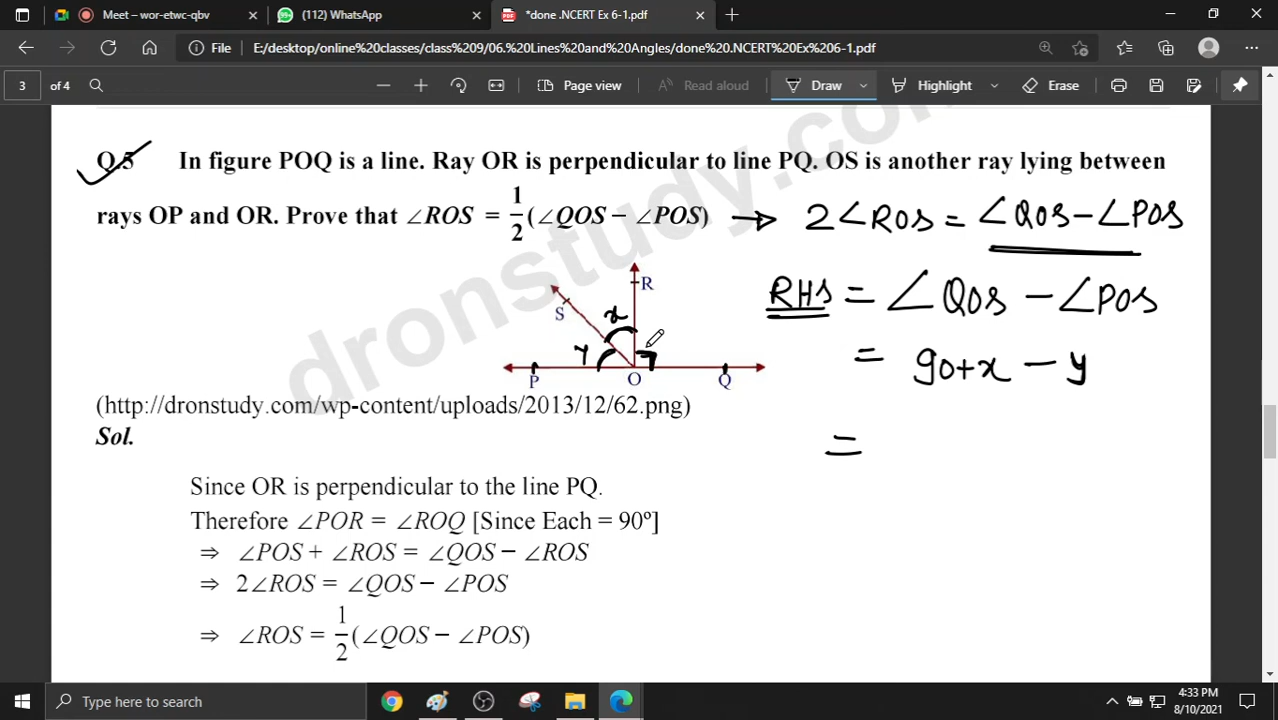 Meet – wor-etwc-qbv
(112) WhatsApp
*done .NCERT Ex 6-1.pdf
File
E:/desktop/online%20classes/class%209/06.%20Lines%20and%20Angles/done%20.NCERT%20Ex%206-1.pdf
3 of 4
Page view
Read aloud
Draw
Highlight
Erase
dronstudy.com
Q.5 In figure POQ is a line. Ray OR is perpendicular to line PQ. OS is another ray lying between
rays OP and OR. Prove that ∠ROS = 1/2(∠QOS − ∠POS) → 2∠ROS = ∠QOS − ∠POS
R
S
x
y
P
O
Q
RHS = ∠QOS − ∠POS
= 90+x − y
=
(http://dronstudy.com/wp-content/uploads/2013/12/62.png)
Sol.
Since OR is perpendicular to the line PQ.
Therefore ∠POR = ∠ROQ [Since Each = 90º]
⇒ ∠POS + ∠ROS = ∠QOS − ∠ROS
⇒ 2∠ROS = ∠QOS − ∠POS
⇒ ∠ROS = 1/2(∠QOS − ∠POS)
Type here to search
4:33 PM
8/10/2021